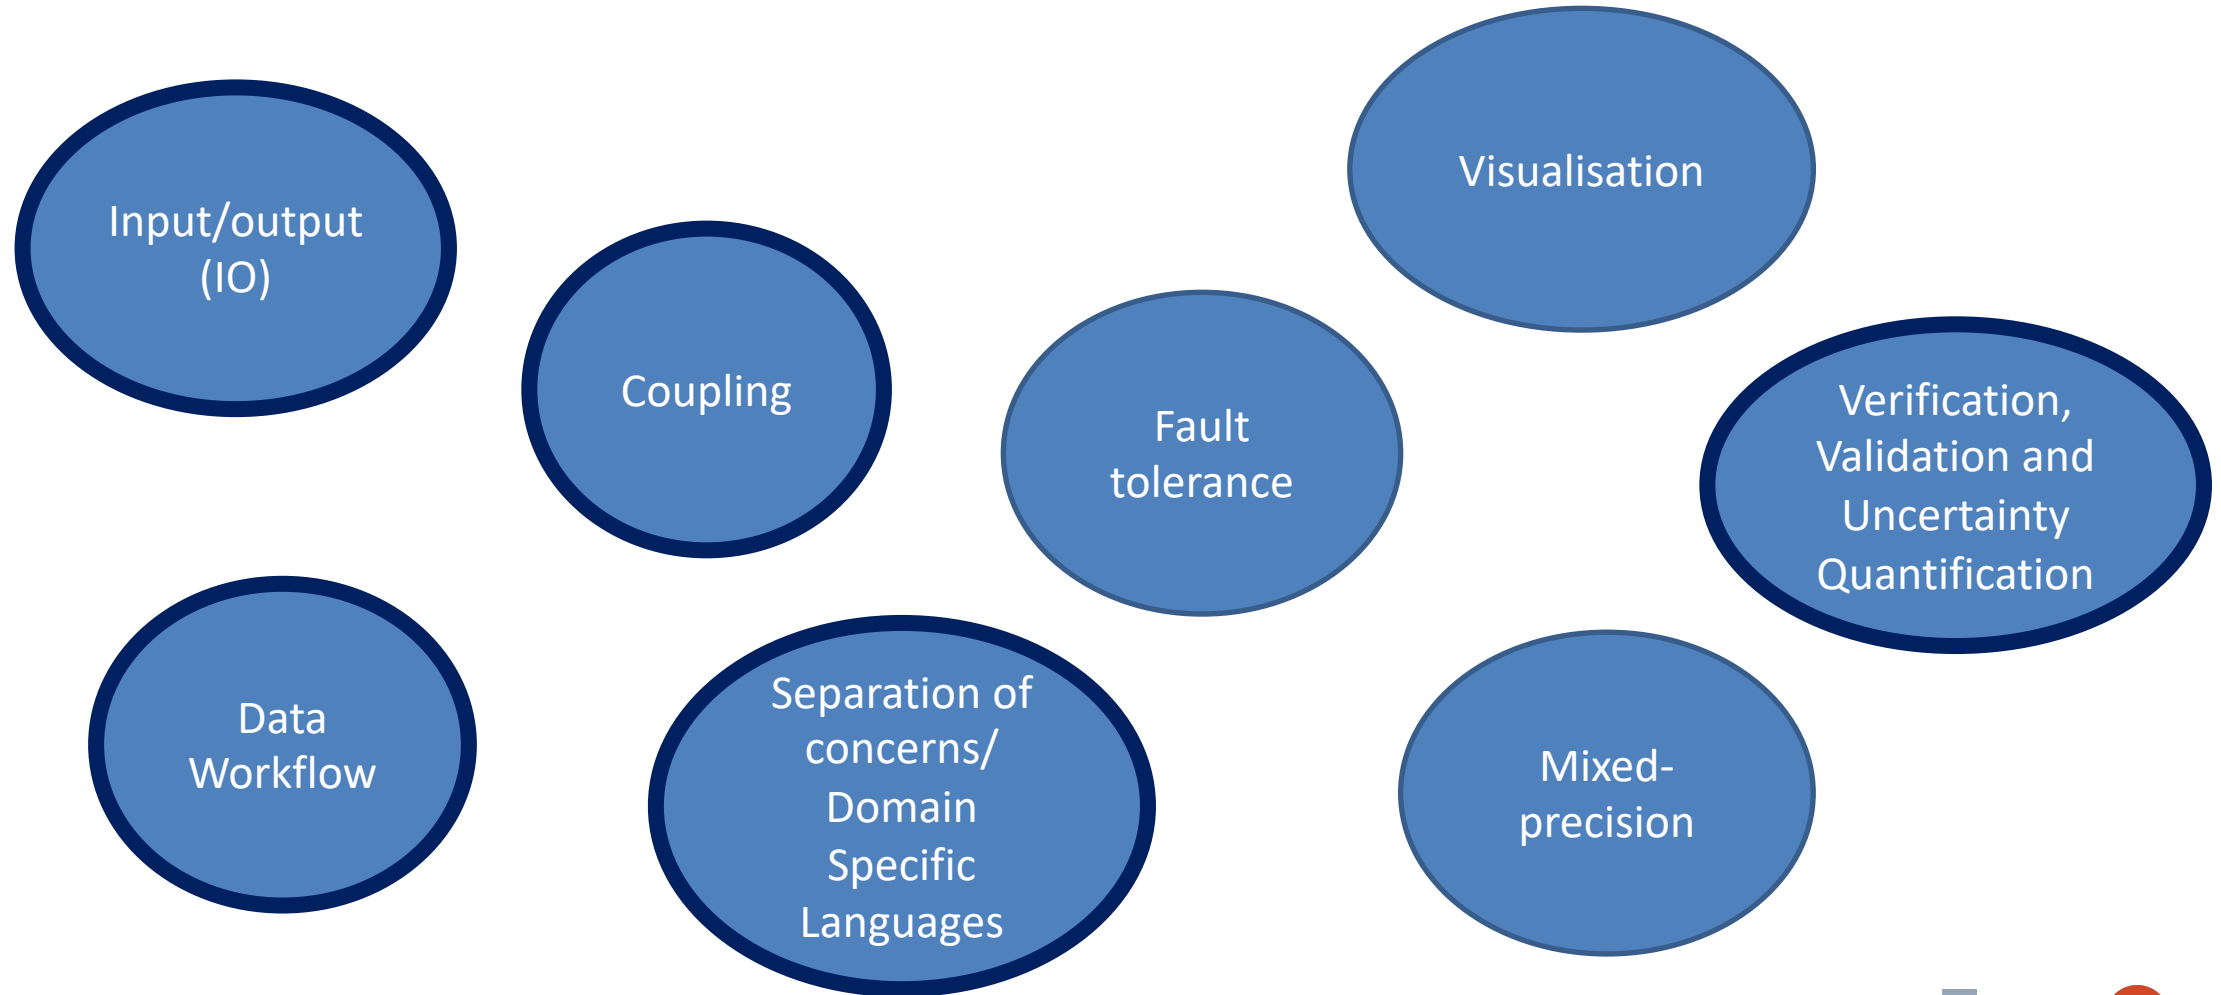 Input/output
(IO)
Coupling
Visualisation
Fault
tolerance
Verification,
Validation and
Uncertainty
Quantification
Data
Workflow
Separation of
concerns/
Domain
Specific
Languages
Mixed-
precision